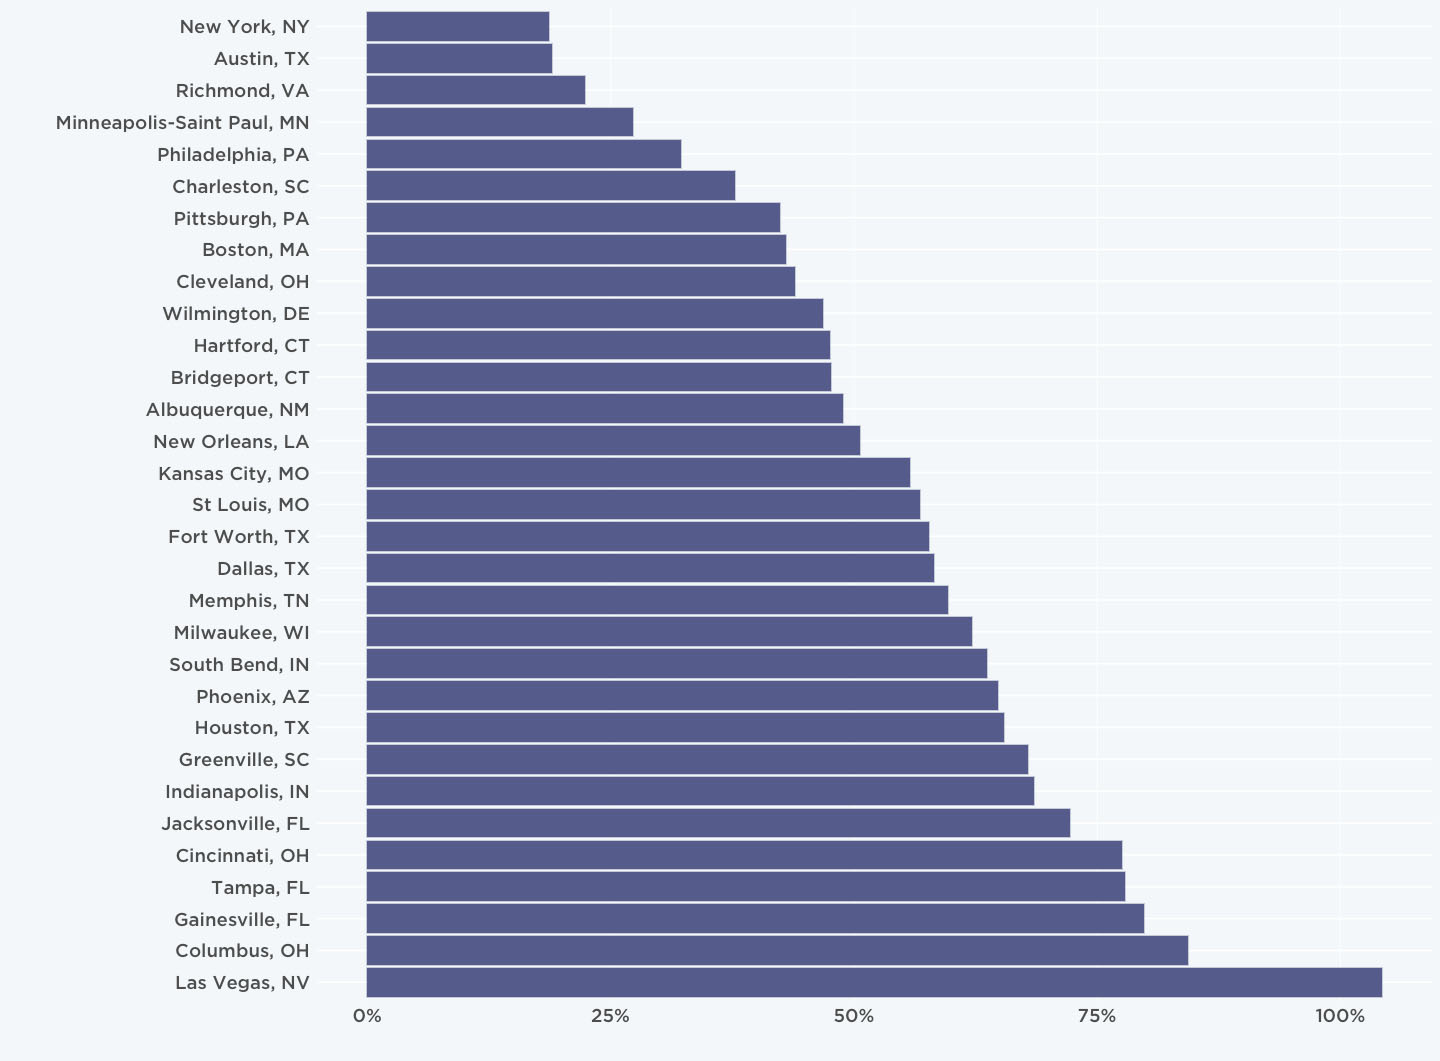 New York, NY
Austin, TX
Richmond, VA
Minneapolis-Saint Paul, MN
Philadelphia, PA
Charleston, SC
Pittsburgh, PA
Boston, MA
Cleveland, OH
Wilmington, DE
Hartford, CT
Bridgeport, CT
Albuquerque, NM
New Orleans, LA
Kansas City, MO
St Louis, MO
Fort Worth, TX
Dallas, TX
Memphis, TN
Milwaukee, WI
South Bend, IN
Phoenix, AZ
Houston, TX
Greenville, SC
Indianapolis, IN
Jacksonville, FL
Cincinnati, OH
Tampa, FL
Gainesville, FL
Columbus, OH
Las Vegas, NV
0% 25% 50% 75% 100%